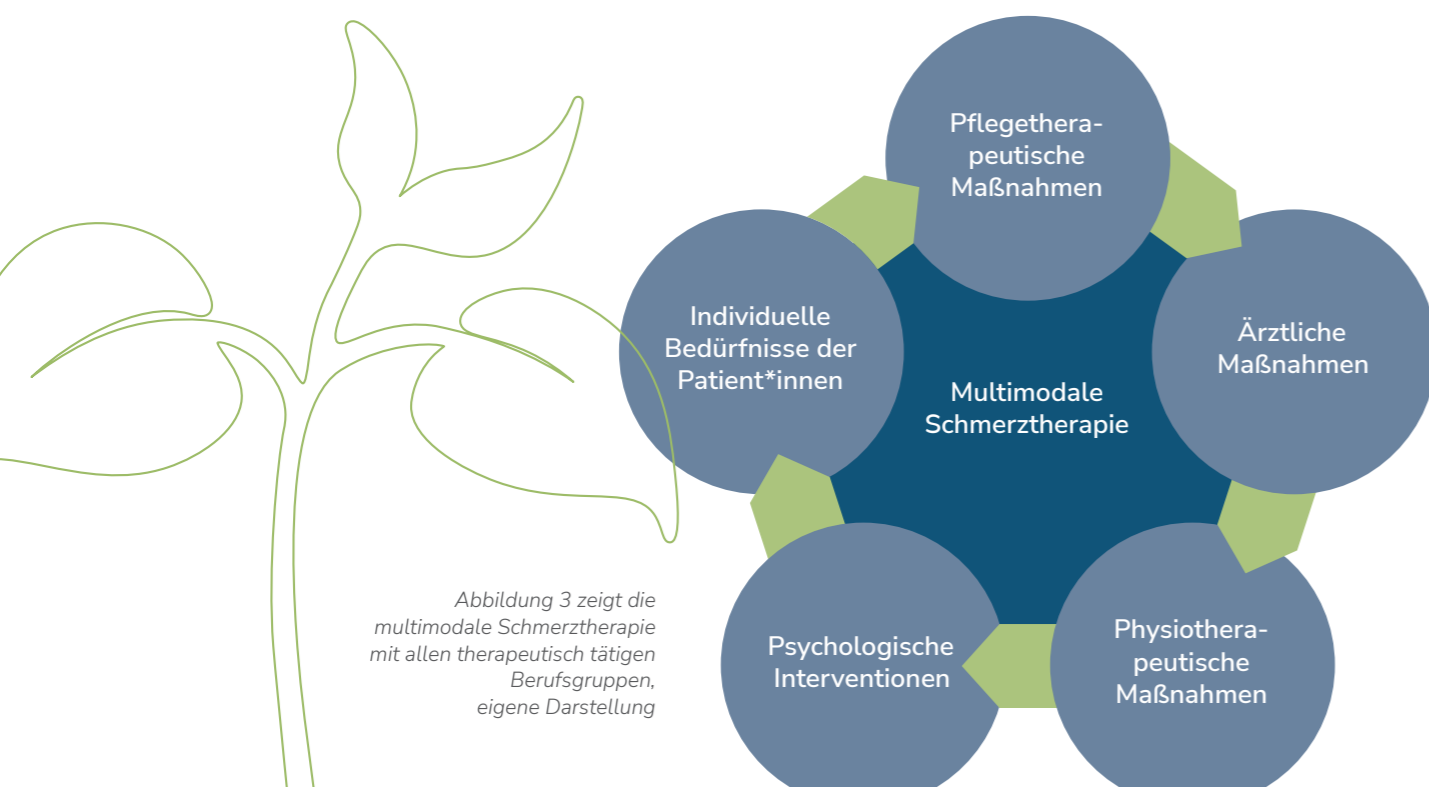 Pflegethera-
peutische
Maßnahmen
Individuelle
Bedürfnisse der
Patient*innen
Ärztliche
Maßnahmen
Multimodale
Schmerztherapie
Abbildung 3 zeigt die
multimodale Schmerztherapie
mit allen therapeutisch tätigen
Berufsgruppen,
eigene Darstellung
Psychologische
Interventionen
Physiothera-
peutische
Maßnahmen